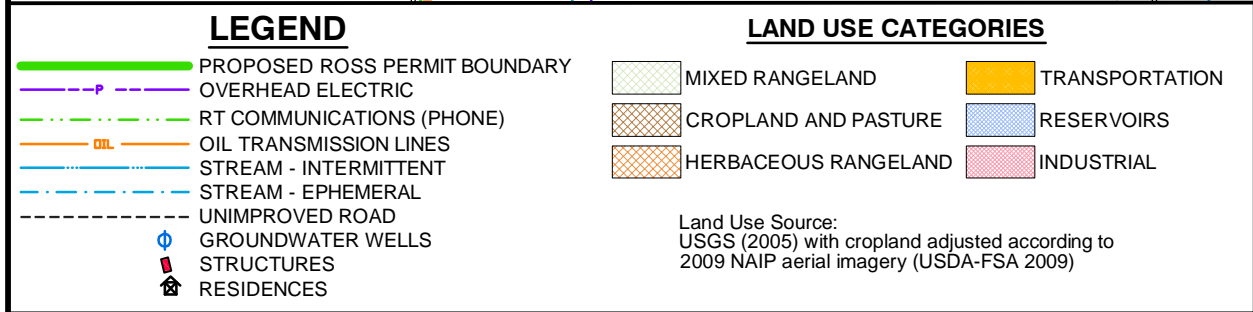 LEGEND
PROPOSED ROSS PERMIT BOUNDARY
P OVERHEAD ELECTRIC
RT COMMUNICATIONS (PHONE)
OIL OIL TRANSMISSION LINES
STREAM - INTERMITTENT
STREAM - EPHEMERAL
UNIMPROVED ROAD
GROUNDWATER WELLS
STRUCTURES
RESIDENCES
LAND USE CATEGORIES
MIXED RANGELAND
CROPLAND AND PASTURE
HERBACEOUS RANGELAND
TRANSPORTATION
RESERVOIRS
INDUSTRIAL
Land Use Source:
USGS (2005) with cropland adjusted according to
2009 NAIP aerial imagery (USDA-FSA 2009)